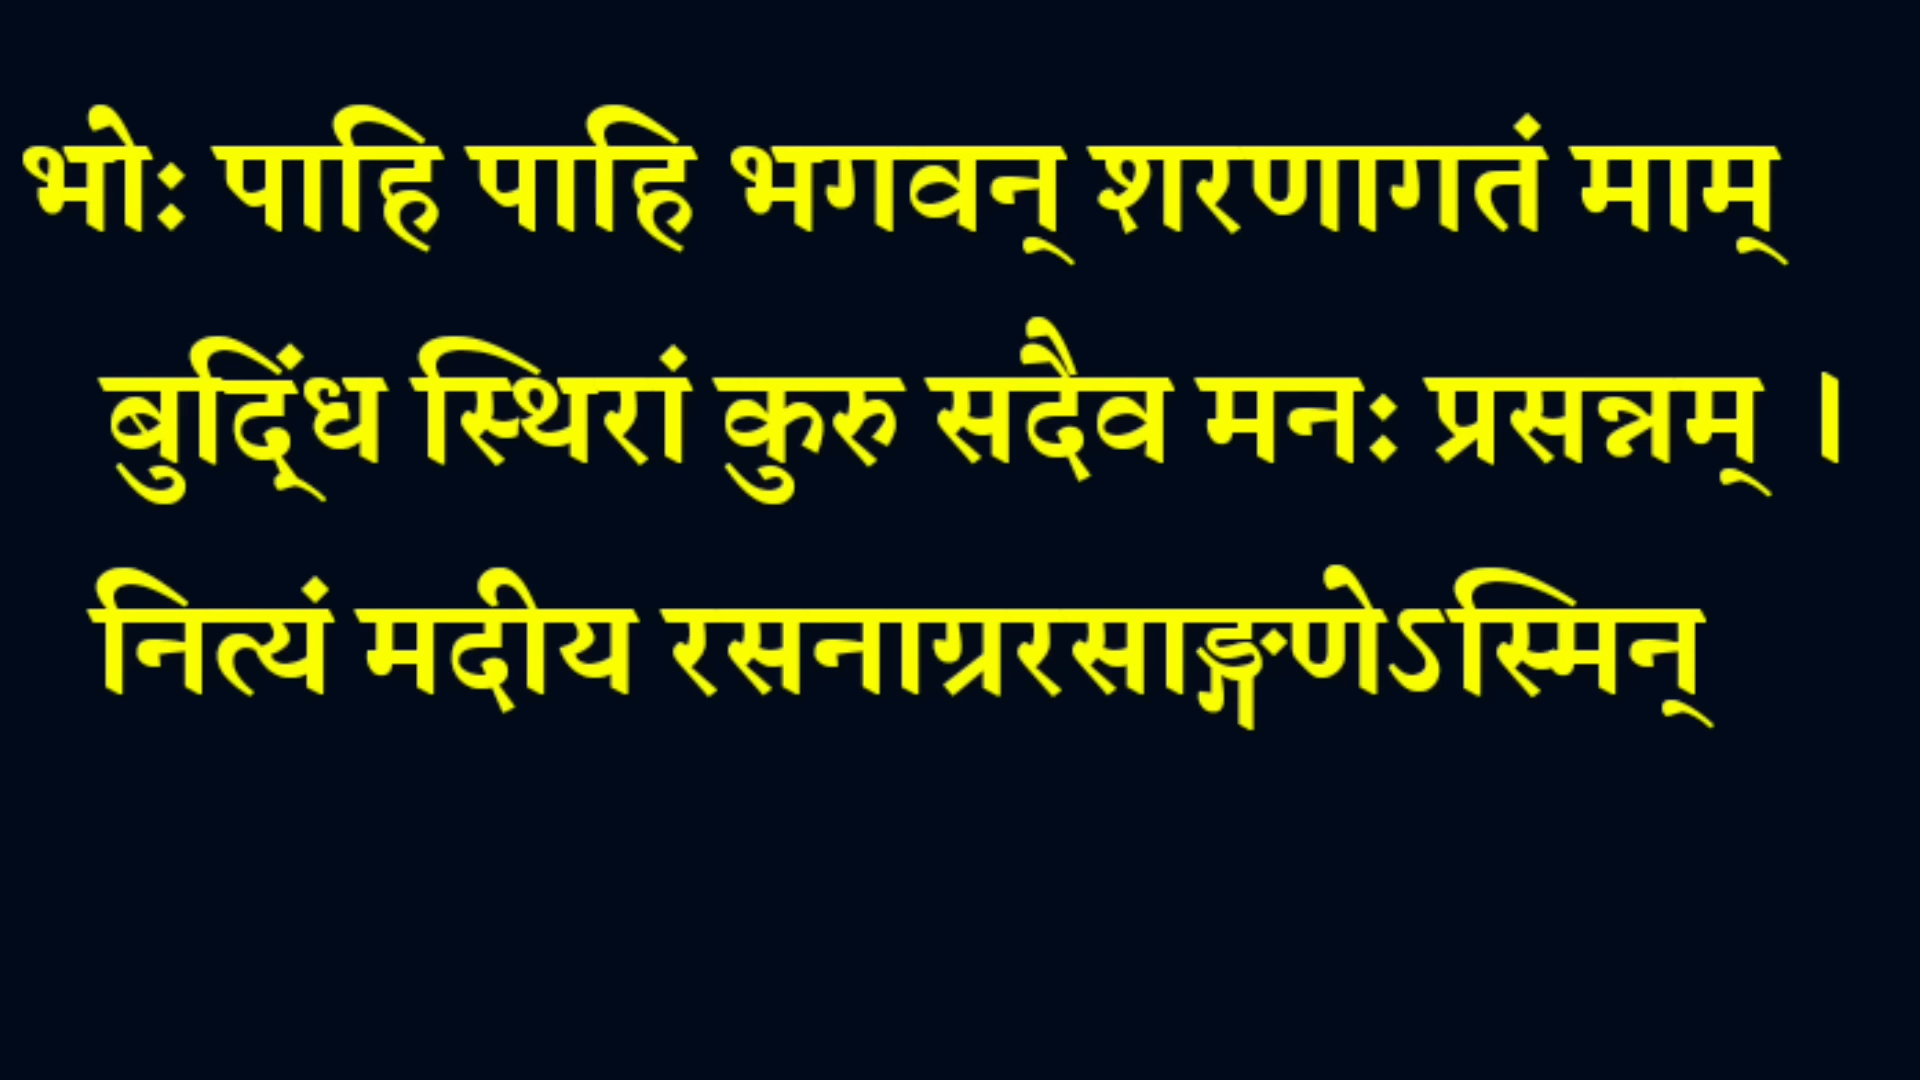 भोः पाहि पाहि भगवन् शरणागतं माम्
बुद्धिं स्थिरां कुरु सदैव मनः प्रसन्नम् ।
नित्यं मदीय रसनाग्ररसाङ्गणेऽस्मिन्